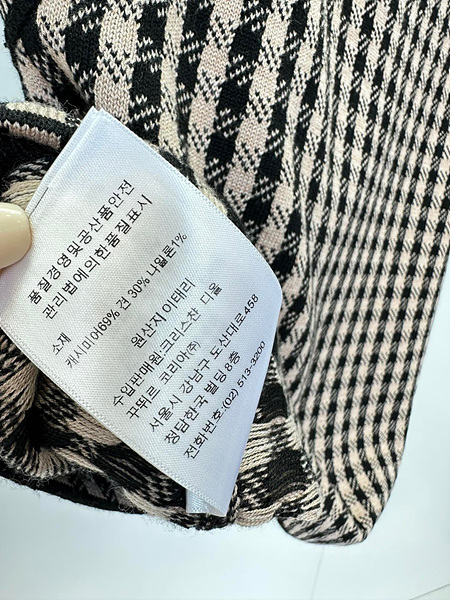 품질경영및공산품안전
관리법에의한품질표시
소재
캐시미어69% 견 30% 나일론1%
원산지 이태리
수입판매원:크리스챤 디올
꾸뛰르 코리아(주)
서울시 강남구 도산대로 458
청담한국 빌딩 8층
전화번호:(02) 513-3200